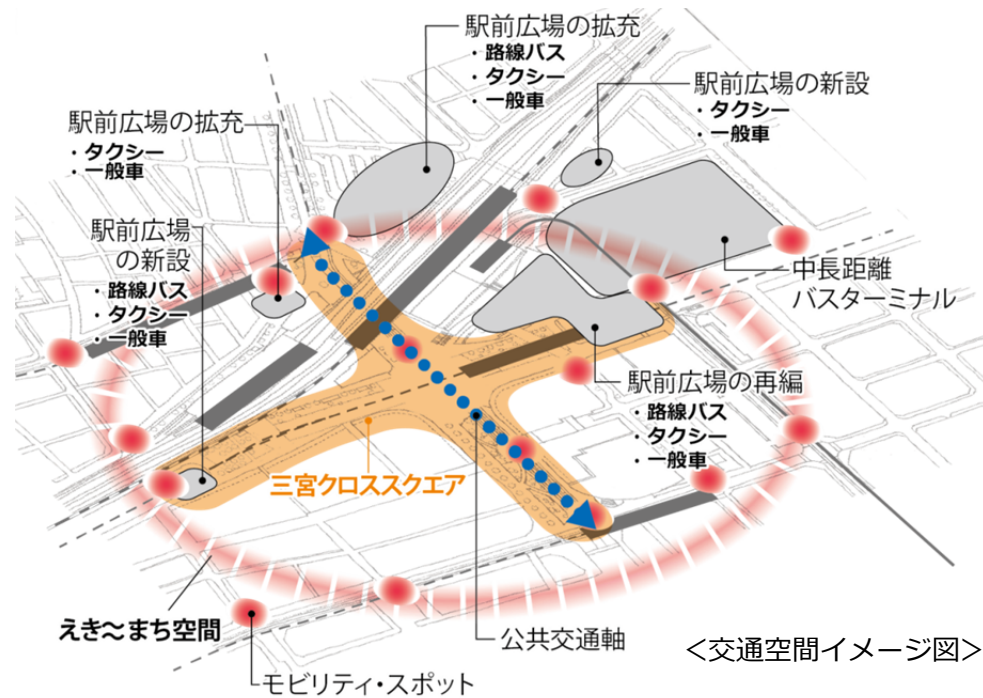 駅前広場の拡充
・路線バス
・タクシー
・一般車
駅前広場の新設
・タクシー
・一般車
駅前広場の拡充
・タクシー
・一般車
駅前広場
の新設
・路線バス
・タクシー
・一般車
中長距離
バスターミナル
駅前広場の再編
・路線バス
・タクシー
・一般車
三宮クロススクエア
えき～まち空間
公共交通軸
＜交通空間イメージ図＞
モビリティ・スポット